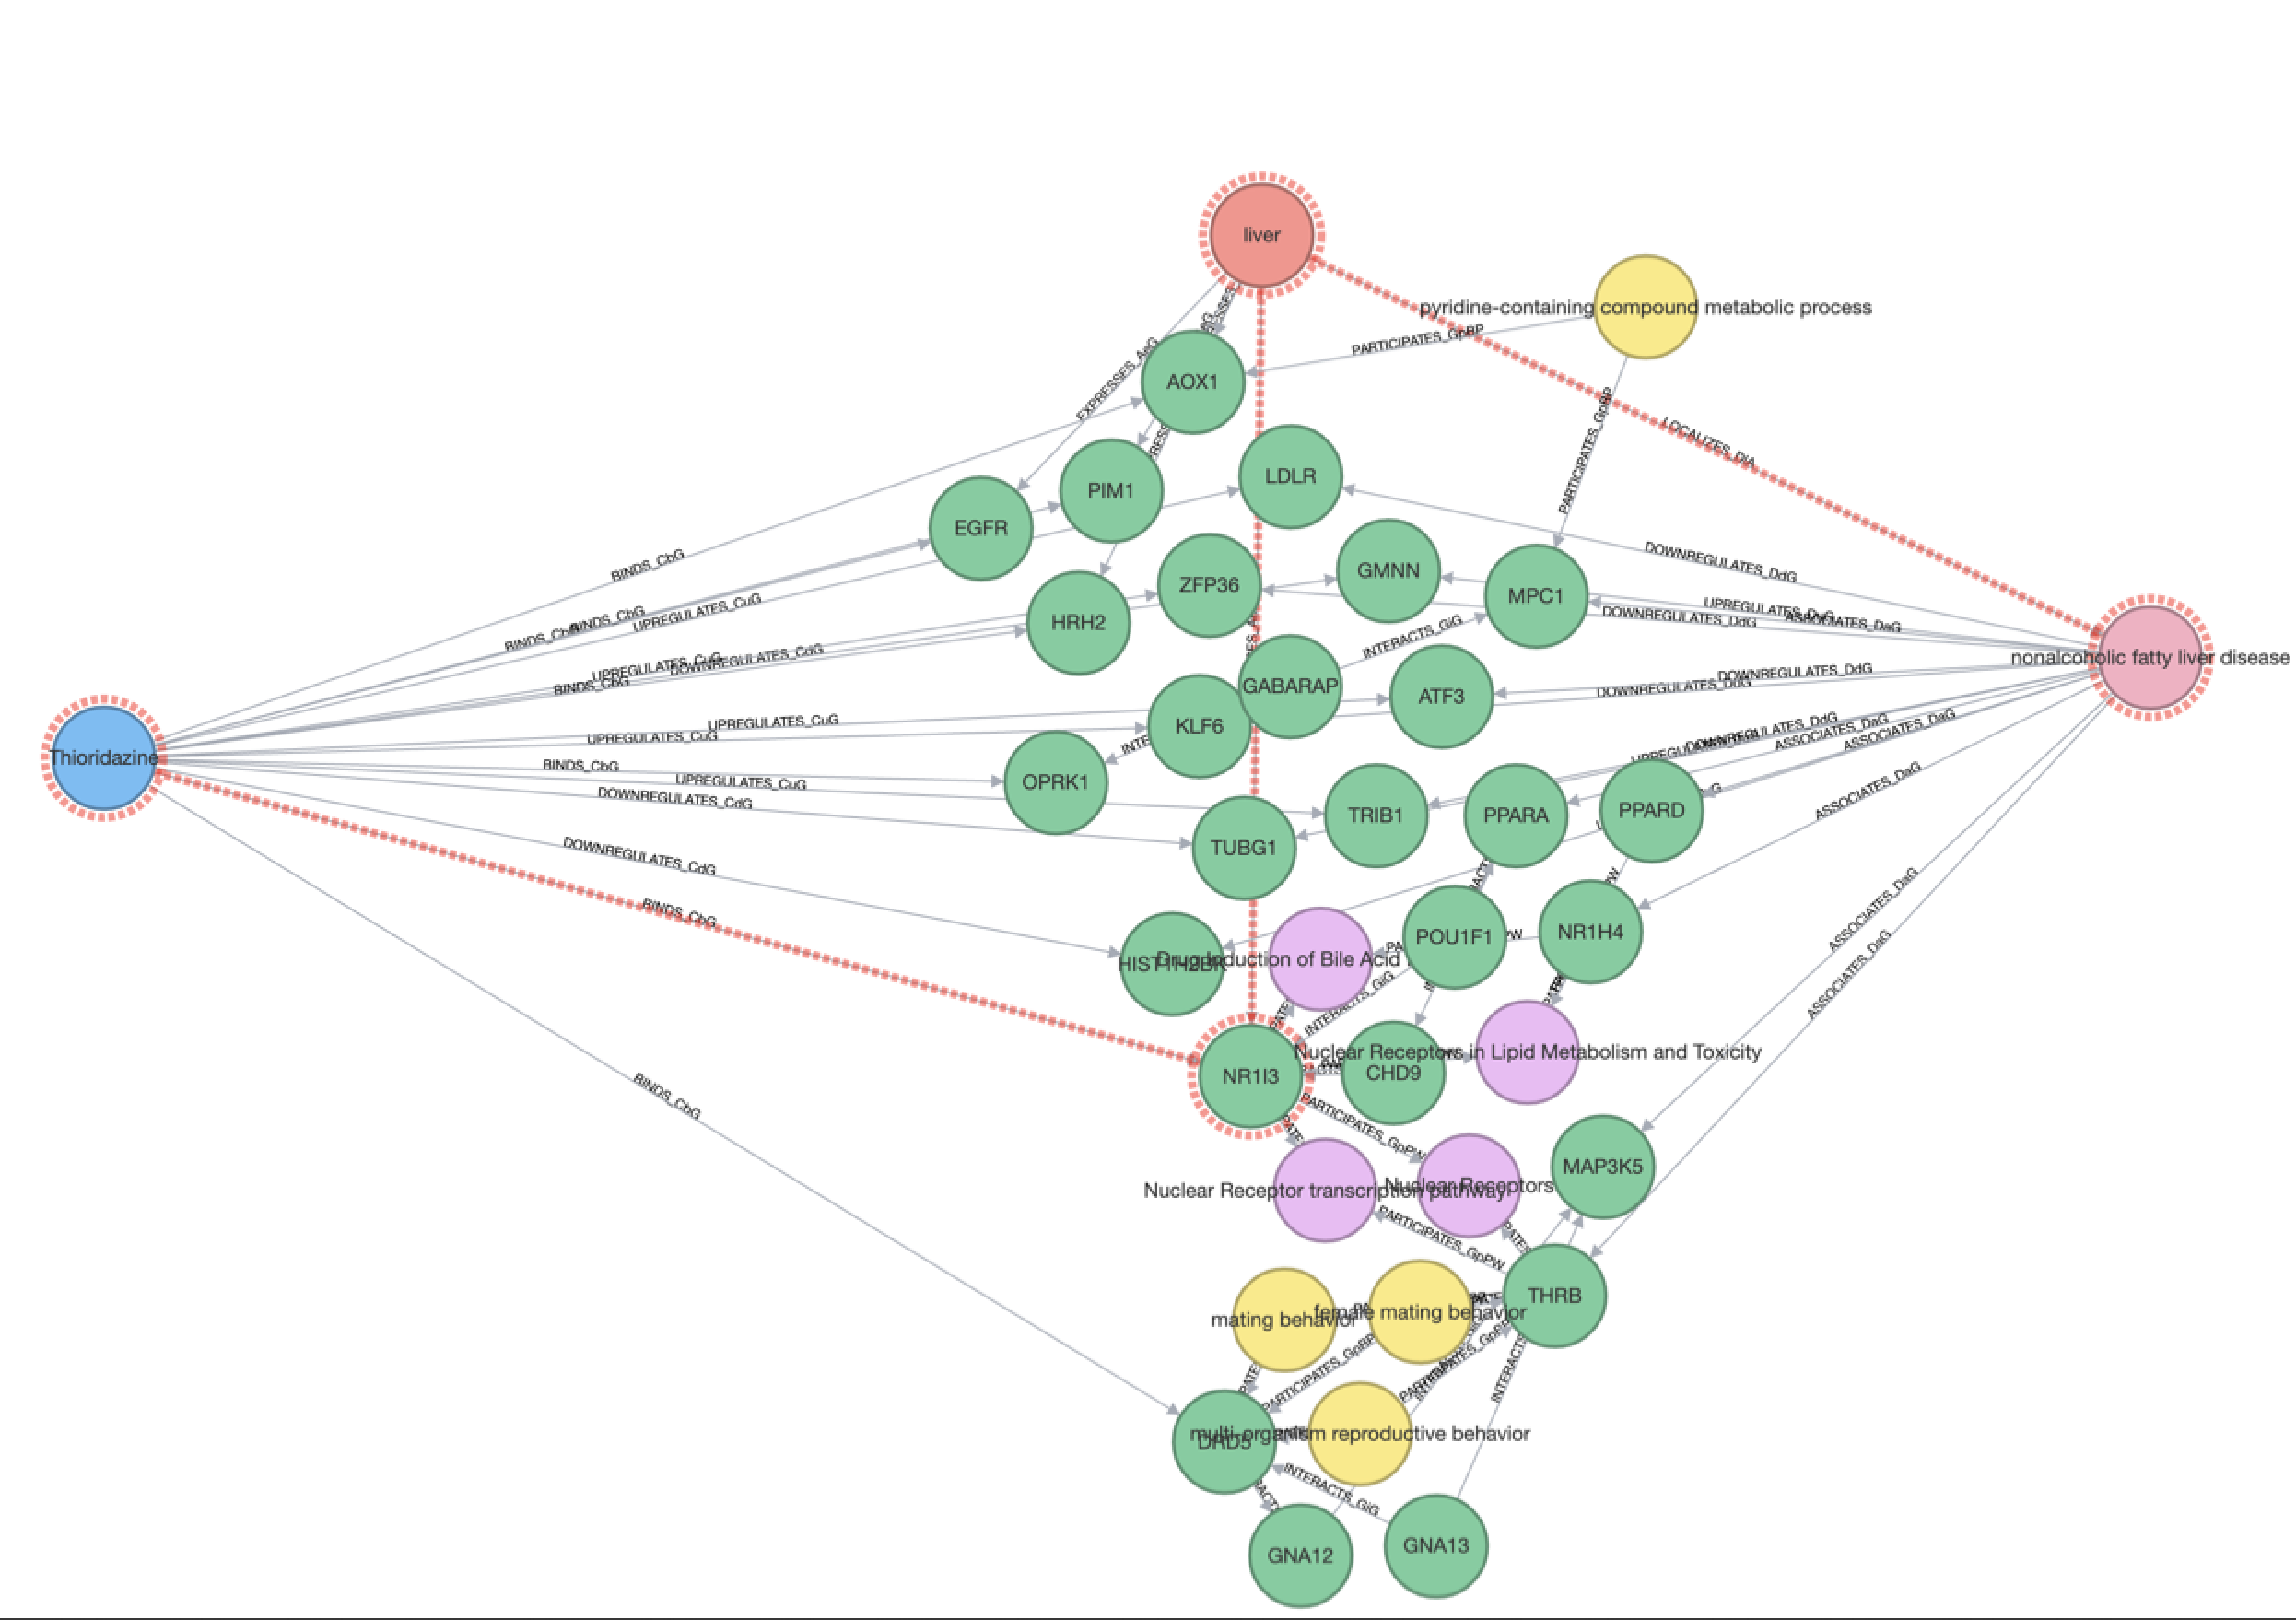 liver
pyridine-containing compound metabolic process
PARTICIPATES_GpBP
EXPRESSES_AeG
AOX1
PARTICIPATES_GpBP
LOCALIZES_DlA
LDLR
PIM1
EGFR
BINDS_CbG
DOWNREGULATES_DdG
GMNN
ZFP36
MPC1
UPREGULATES_CuG
BINDS_CbG
BINDS_CbG
HRH2
UPREGULATES_DuG
ASSOCIATES_DaG
DOWNREGULATES_DdG
INTERACTS_GiG
nonalcoholic fatty liver disease
UPREGULATES_CuG
DOWNREGULATES_CdG
BINDS_CbG
GABARAP
ATF3
DOWNREGULATES_DdG
DOWNREGULATES_DdG
KLF6
UPREGULATES_CuG
UPREGULATES_CuG
Thioridazine
BINDS_CbG
OPRK1
UPREGULATES_CuG
DOWNREGULATES_CdG
DOWNREGULATES_DdG
ASSOCIATES_DaG
ASSOCIATES_DaG
ASSOCIATES_DaG
TRIB1
PPARA
PPARD
TUBG1
DOWNREGULATES_CdG
BINDS_CbG
ASSOCIATES_DaG
ASSOCIATES_DaG
POU1F1
NR1H4
HIST1H2BK
Drug Induction of Bile Acid
INTERACTS_GiG
NR1I3
Nuclear Receptors in Lipid Metabolism and Toxicity
CHD9
BINDS_CbG
PARTICIPATES_GpPW
MAP3K5
Nuclear Receptor transcription pathway
Nuclear Receptors
PARTICIPATES_GpPW
THRB
mating behavior
female mating behavior
PARTICIPATES_GpBP
PARTICIPATES_GpBP
INTERACTS
DRD5
multi-organism reproductive behavior
INTERACTS_GiG
GNA12
GNA13